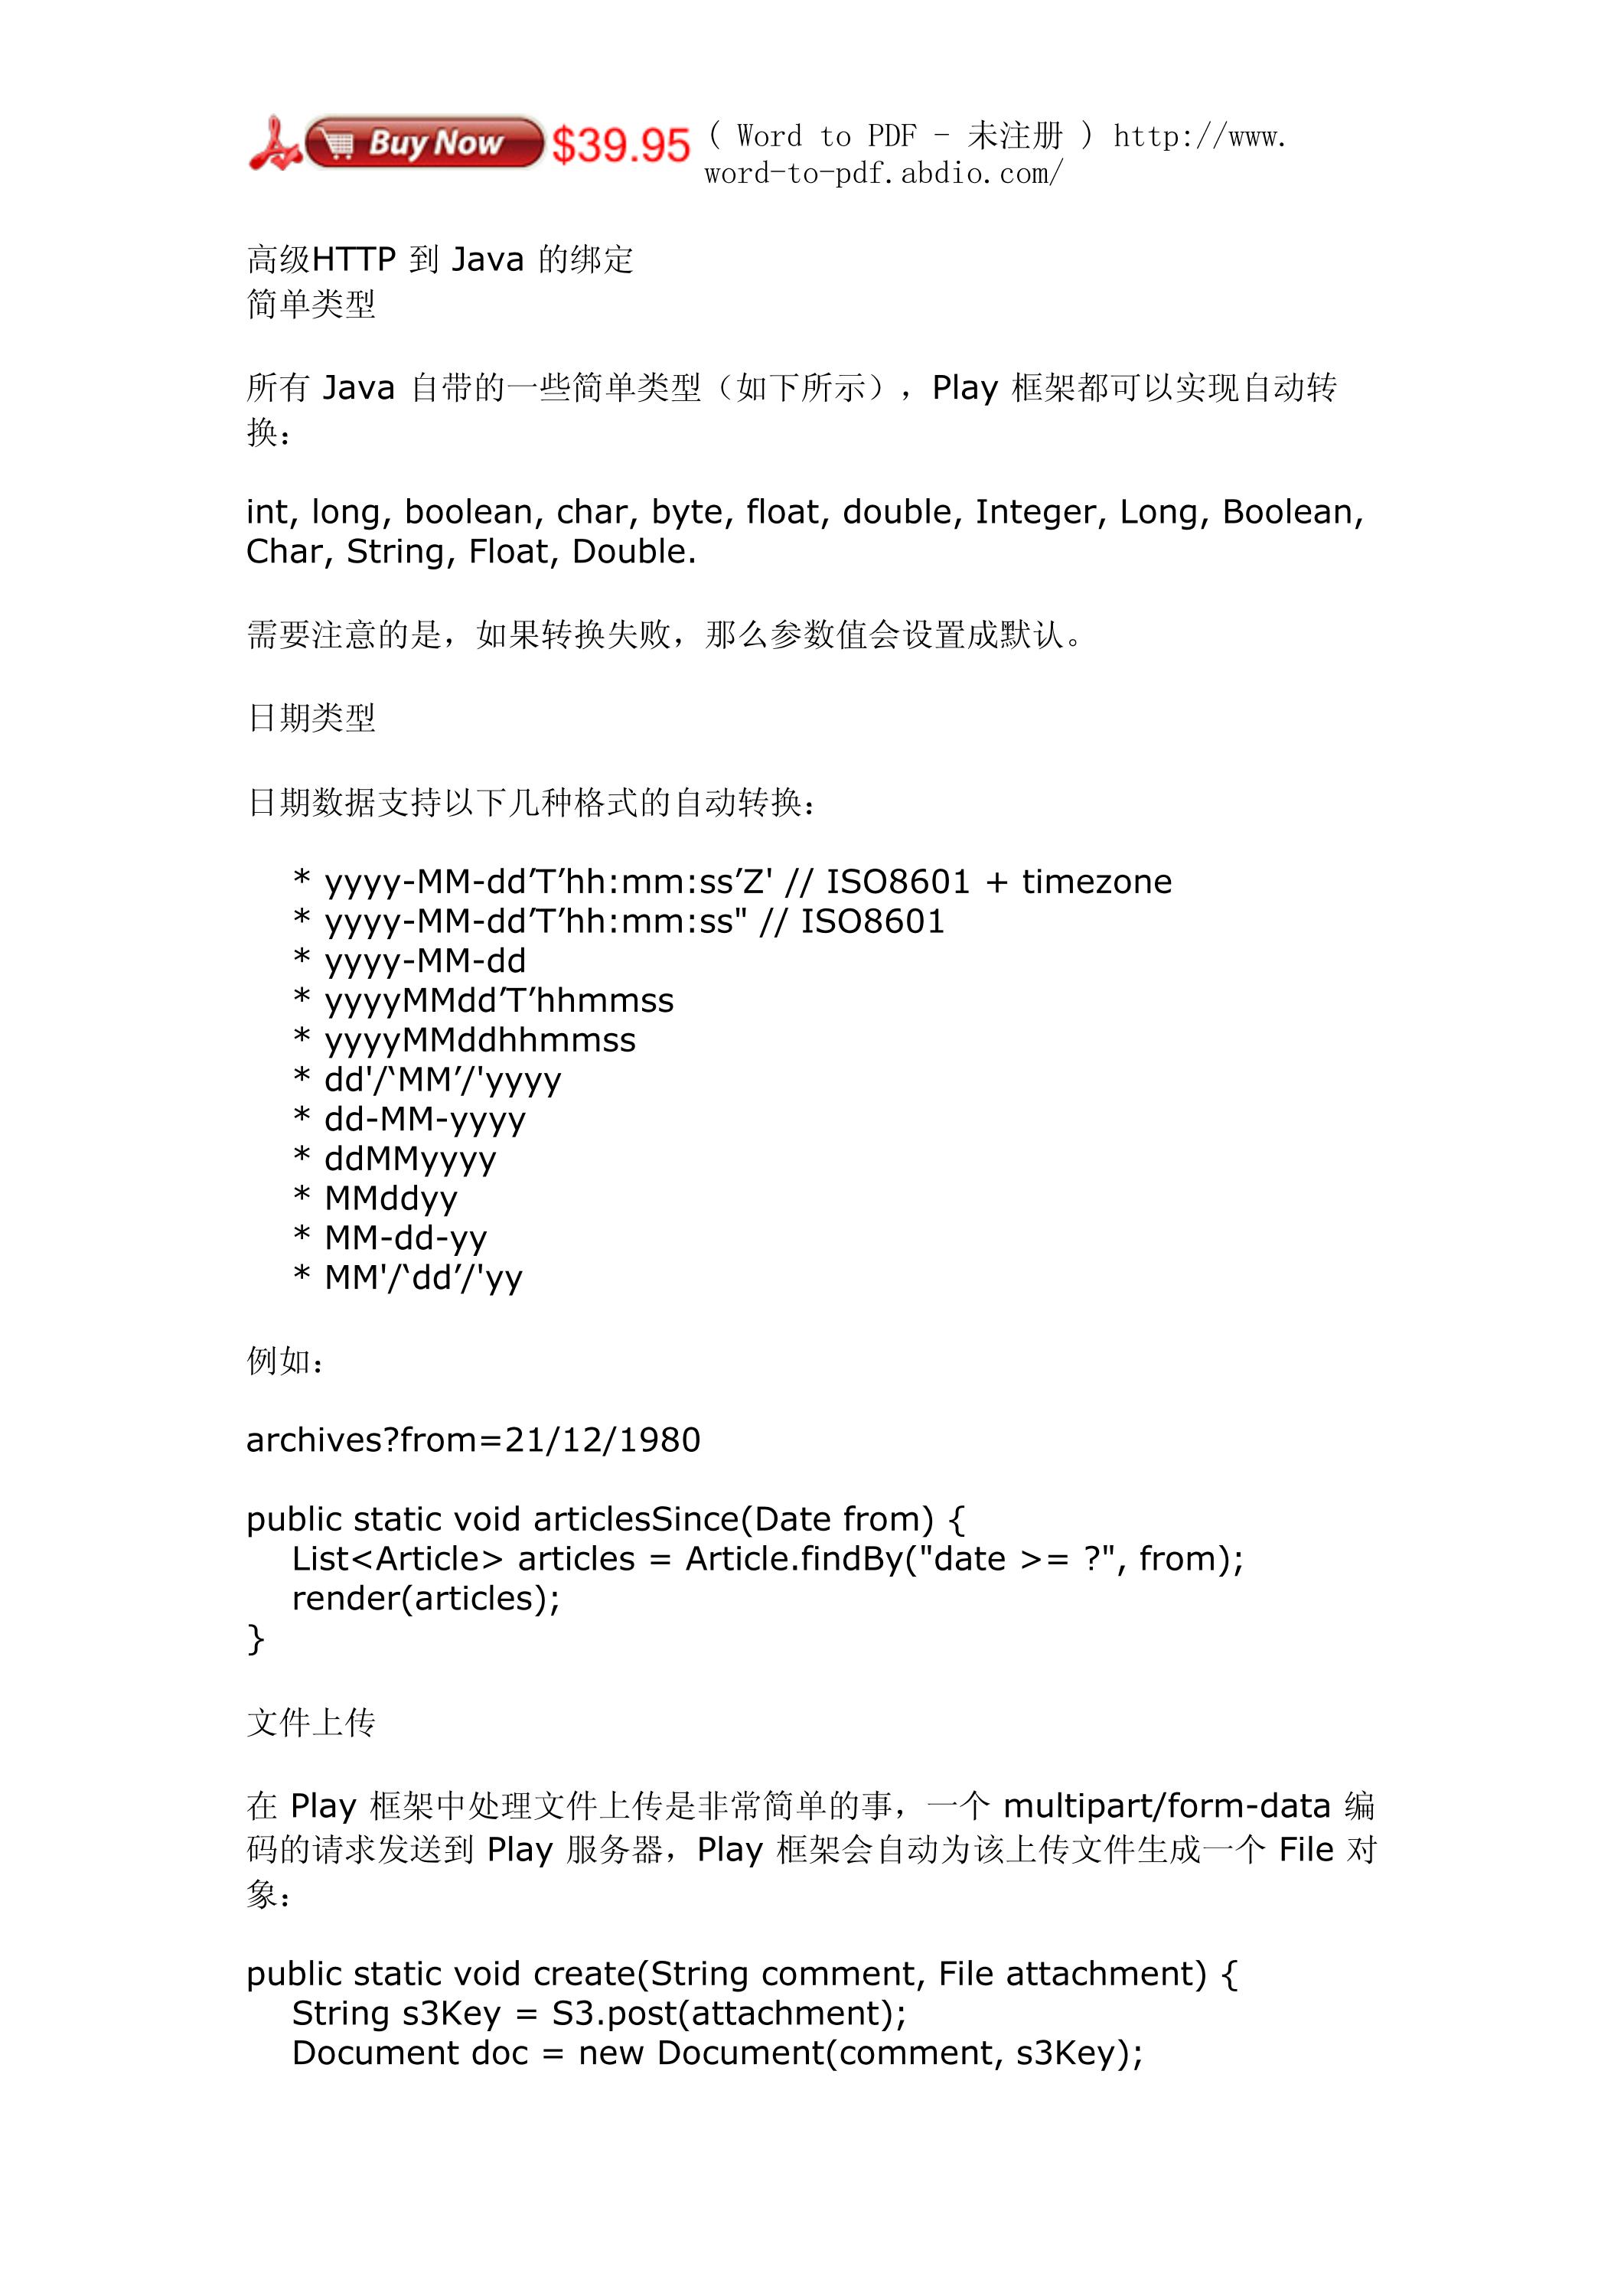 Buy Now $39.95 ( Word to PDF - 未注册 ) http://www.
word-to-pdf.abdio.com/
高级HTTP 到 Java 的绑定
简单类型
所有 Java 自带的一些简单类型（如下所示），Play 框架都可以实现自动转
换：
int, long, boolean, char, byte, float, double, Integer, Long, Boolean,
Char, String, Float, Double.
需要注意的是，如果转换失败，那么参数值会设置成默认。
日期类型
日期数据支持以下几种格式的自动转换：
* yyyy-MM-dd’T’hh:mm:ss’Z' // ISO8601 + timezone
* yyyy-MM-dd’T’hh:mm:ss" // ISO8601
* yyyy-MM-dd
* yyyyMMdd’T’hhmmss
* yyyyMMddhhmmss
* dd'/‘MM’/'yyyy
* dd-MM-yyyy
* ddMMyyyy
* MMddyy
* MM-dd-yy
* MM'/‘dd’/'yy
例如：
archives?from=21/12/1980
public static void articlesSince(Date from) {
List<Article> articles = Article.findBy("date >= ?", from);
render(articles);
}
文件上传
在 Play 框架中处理文件上传是非常简单的事，一个 multipart/form-data 编
码的请求发送到 Play 服务器，Play 框架会自动为该上传文件生成一个 File 对
象：
public static void create(String comment, File attachment) {
String s3Key = S3.post(attachment);
Document doc = new Document(comment, s3Key);